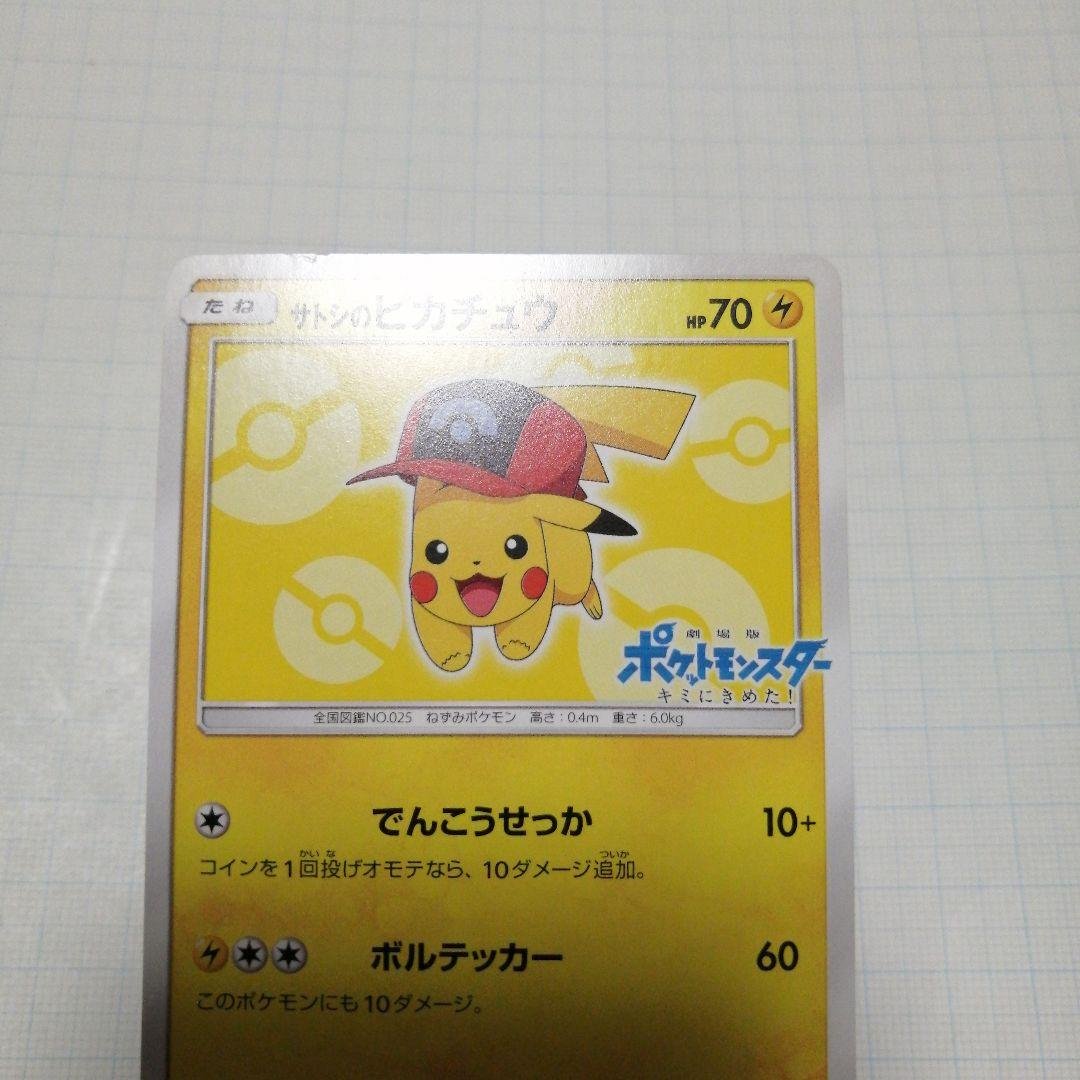 たね サトシのピカチュウ HP70
劇場版
ポケットモンスター
キミにきめた!
全国図鑑NO.025 ねずみポケモン 高さ:0.4m 重さ:6.0kg
でんこうせっか 10+
コインを1回投げオモテなら、10ダメージ追加。
ボルテッカー 60
このポケモンにも10ダメージ。